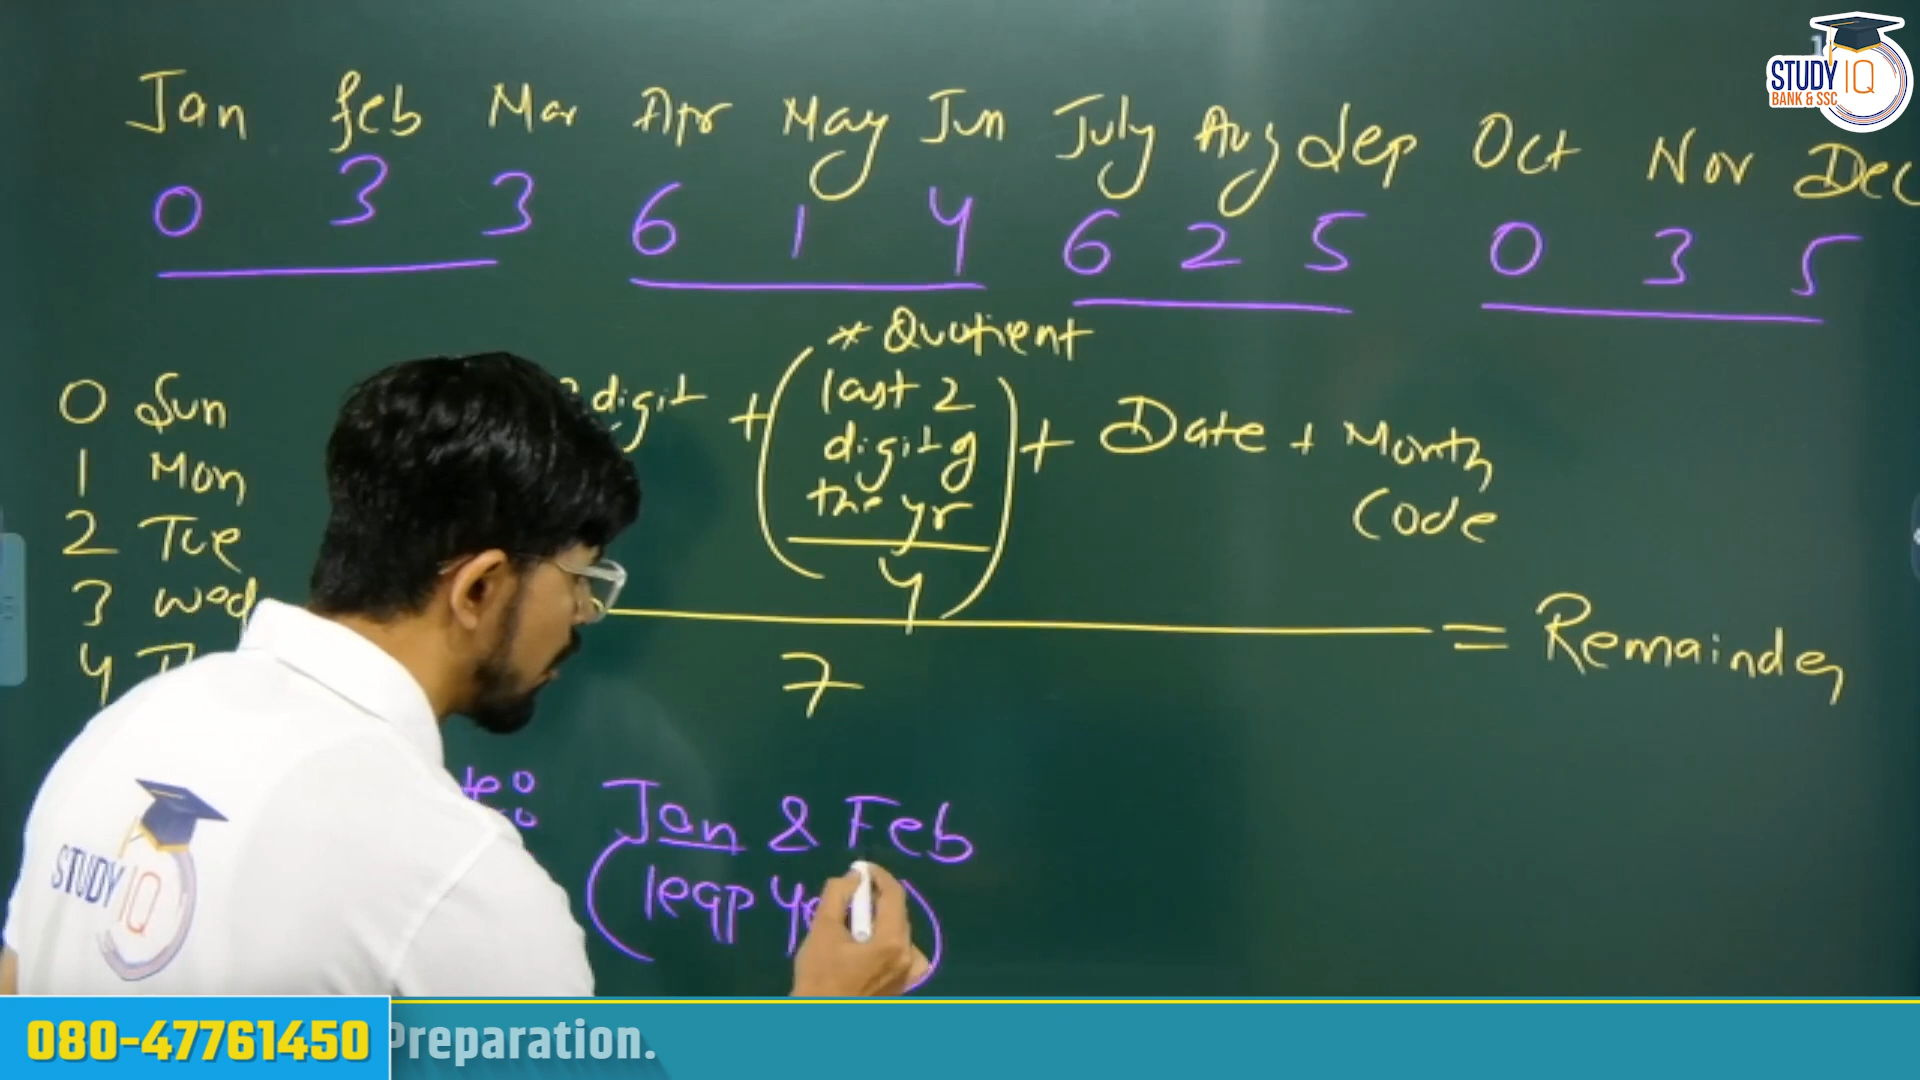 STUDY IQ
BANK & SSC
Jan feb Mar Apr May Jun July Aug Sep Oct Nov Dec
0 3 3 6 1 4 6 2 5 0 3 5
* Quotient
digit + (last 2 digit of the yr / 4) + Date + Month Code
7
= Remainder
0 Sun
1 Mon
2 Tue
3 Wed
4
Jan & Feb
(leap
STUDY IQ
080-47761450
Preparation.